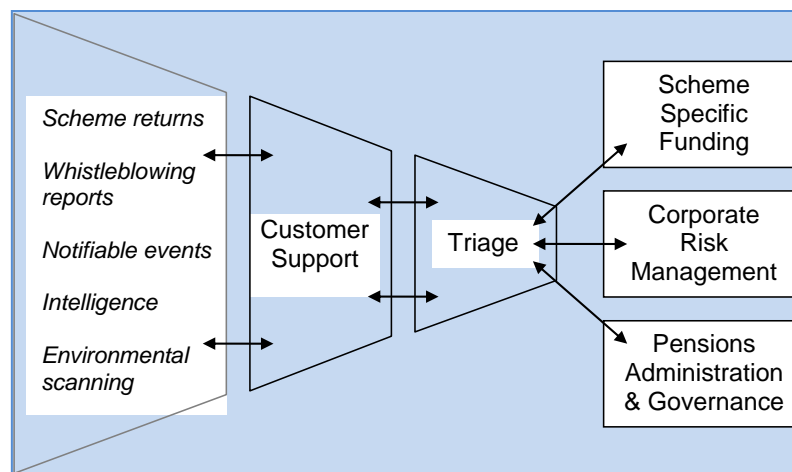 Scheme returns
Whistleblowing
reports
Notifiable events
Intelligence
Environmental
scanning
Customer
Support
Triage
Scheme
Specific
Funding
Corporate
Risk
Management
Pensions
Administration
& Governance